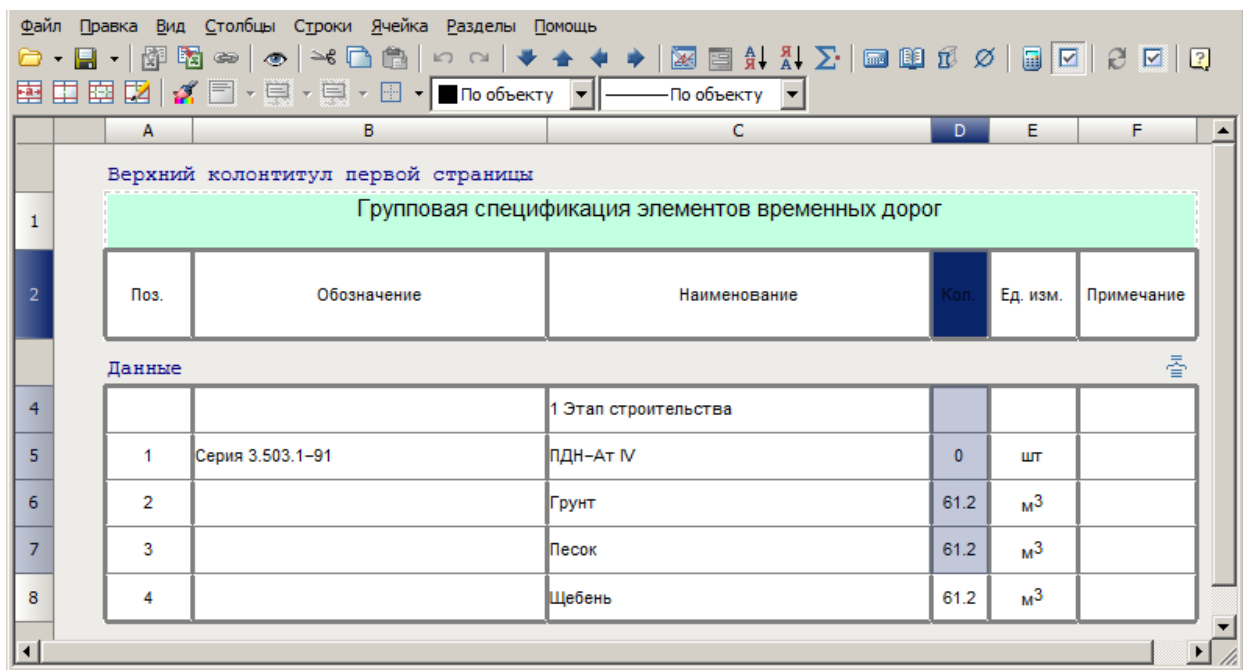 Файл Правка Вид Столбцы Строки Ячейка Разделы Помощь
По объекту По объекту
A B C D E F
Верхний колонтитул первой страницы
1 Групповая спецификация элементов временных дорог
2 Поз. Обозначение Наименование Кол. Ед. изм. Примечание
Данные
4 1 Этап строительства
5 1 Серия 3.503.1–91 ПДН–Ат IV 0 шт
6 2 Грунт 61.2 м³
7 3 Песок 61.2 м³
8 4 Щебень 61.2 м³